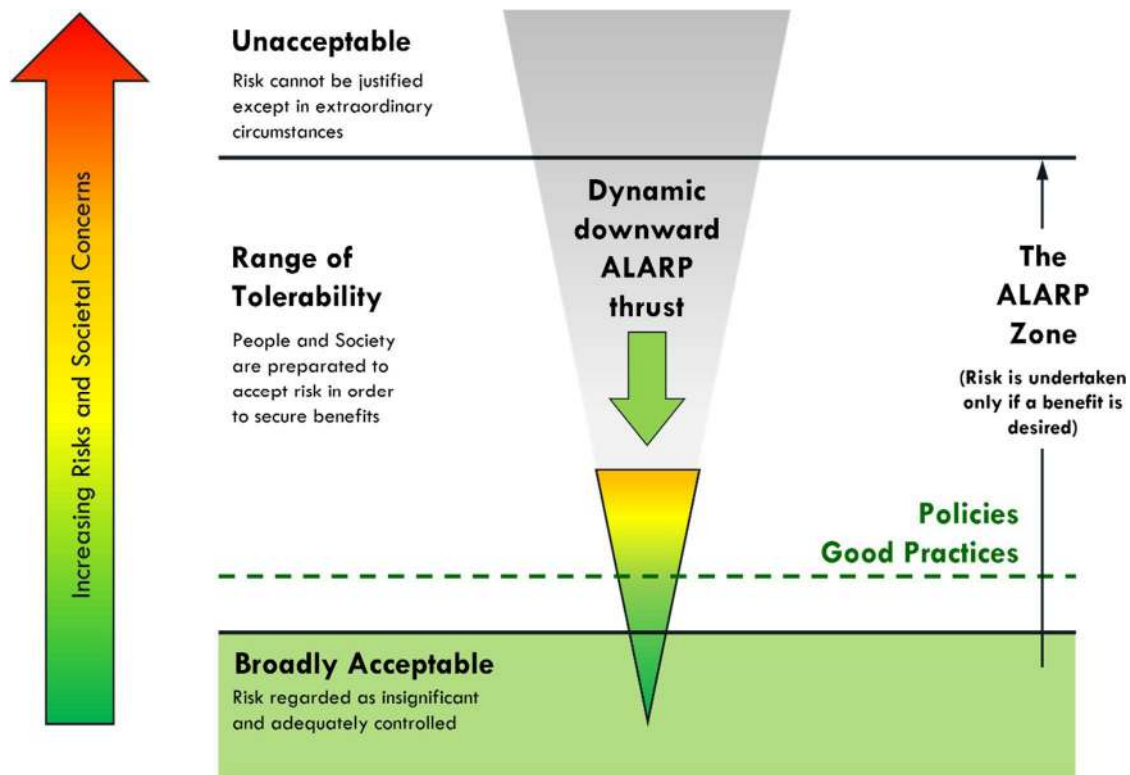 Increasing Risks and Societal Concerns
Unacceptable
Risk cannot be justified
except in extraordinary
circumstances
Range of
Tolerability
People and Society
are preparated to
accept risk in order
to secure benefits
Dynamic
downward
ALARP
thrust
The
ALARP
Zone
(Risk is undertaken
only if a benefit is
desired)
Policies
Good Practices
Broadly Acceptable
Risk regarded as insignificant
and adequately controlled